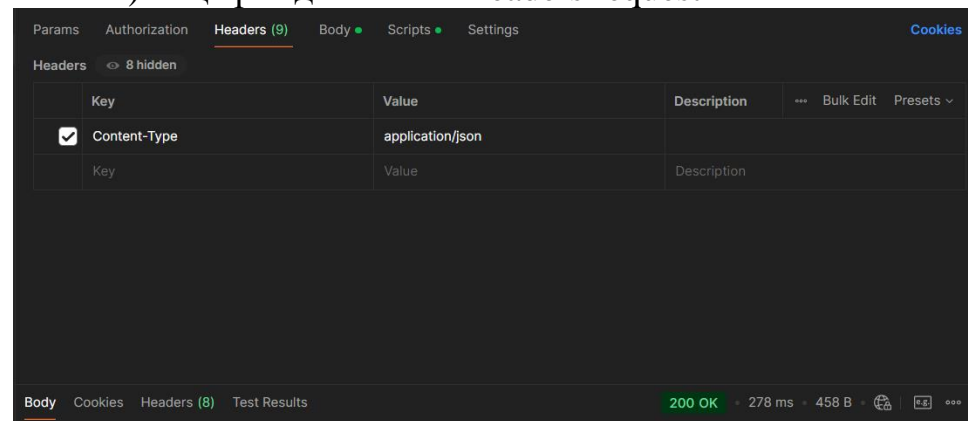 Params Authorization Headers (9) Body Scripts Settings Cookies
Headers 8 hidden
Key Value Description Bulk Edit Presets
Content-Type application/json
Key Value Description
Body Cookies Headers (8) Test Results 200 OK 278 ms 458 B e.g.